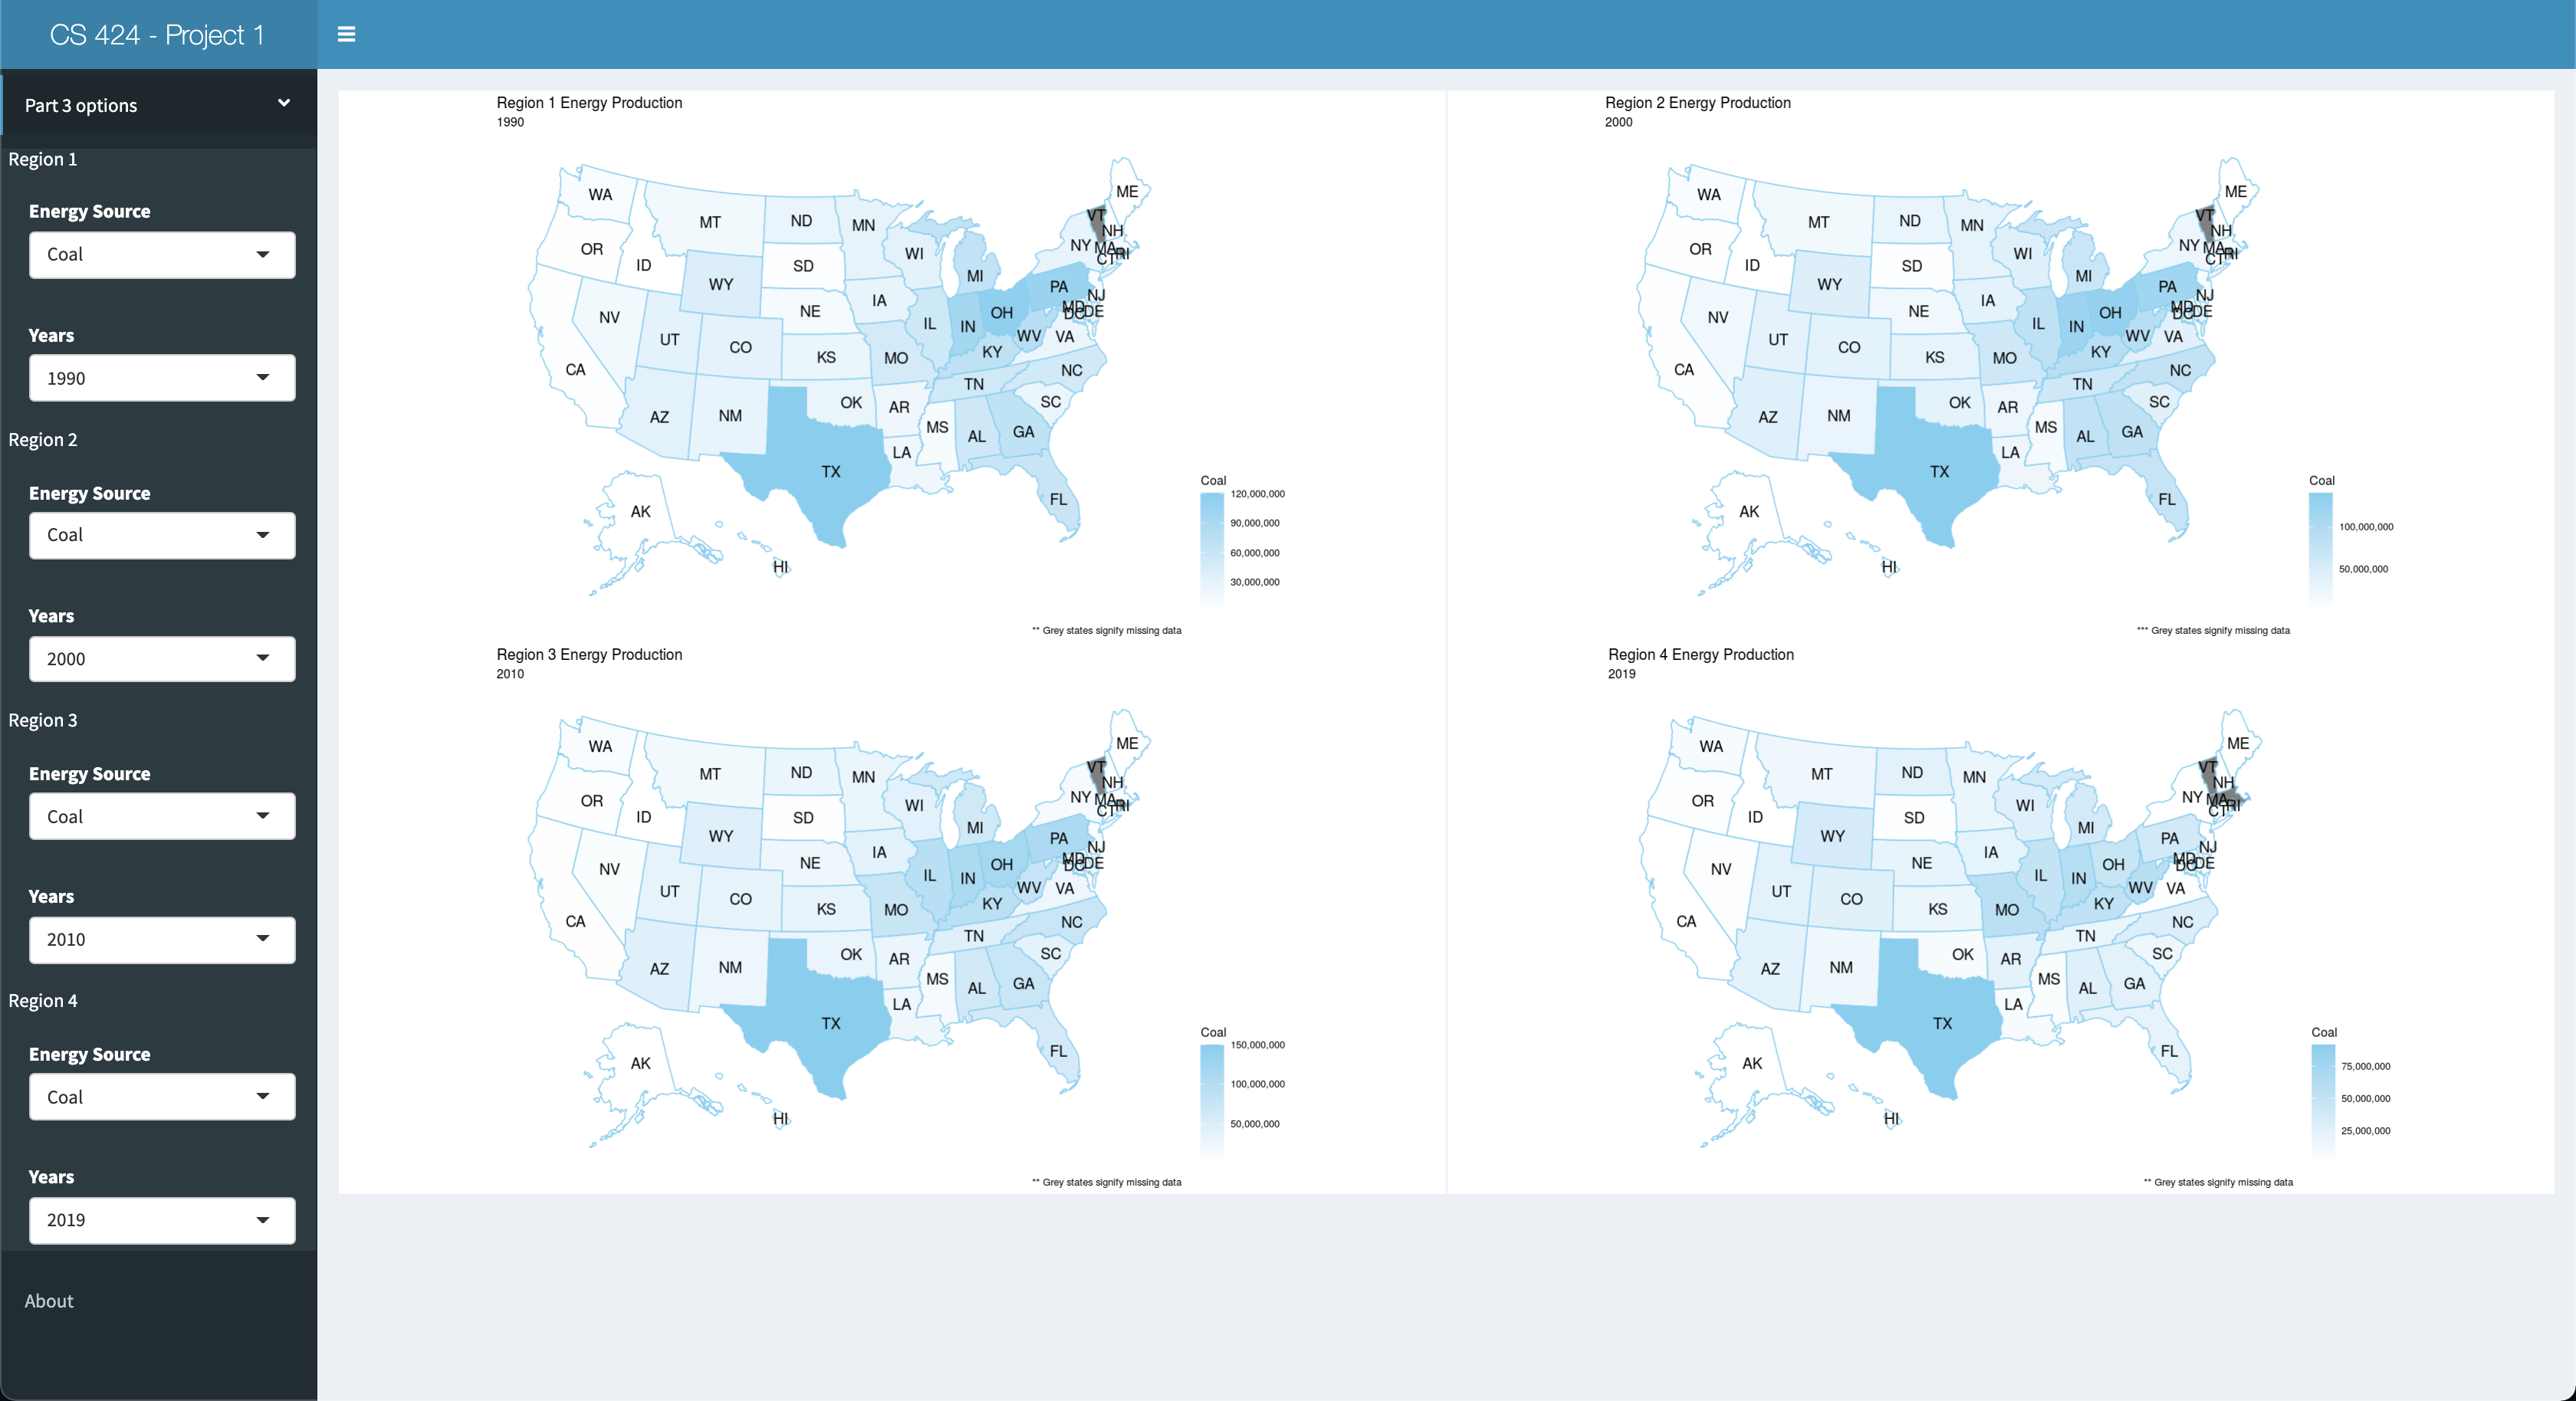 CS 424 - Project 1
Part 3 options
Region 1
Energy Source
Coal
Years
1990
Region 2
Energy Source
Coal
Years
2000
Region 3
Energy Source
Coal
Years
2010
Region 4
Energy Source
Coal
Years
2019
About
Region 1 Energy Production
1990
WA
MT
ND
MN
ME
VT
NH
OR
ID
SD
WI
NY
MA
CT
RI
WY
MI
PA
NJ
NV
NE
IA
IL
IN
OH
MD
DC
DE
UT
CO
KS
MO
KY
WV
VA
CA
TN
NC
AZ
NM
OK
AR
SC
MS
AL
GA
LA
TX
FL
AK
HI
Coal
120,000,000
90,000,000
60,000,000
30,000,000
** Grey states signify missing data
Region 2 Energy Production
2000
WA
MT
ND
MN
ME
VT
NH
OR
ID
SD
WI
NY
MA
CT
RI
WY
MI
PA
NJ
NV
NE
IA
IL
IN
OH
MD
DC
DE
UT
CO
KS
MO
KY
WV
VA
CA
TN
NC
AZ
NM
OK
AR
SC
MS
AL
GA
LA
TX
FL
AK
HI
Coal
100,000,000
50,000,000
*** Grey states signify missing data
Region 3 Energy Production
2010
WA
MT
ND
MN
ME
VT
NH
OR
ID
SD
WI
NY
MA
CT
RI
WY
MI
PA
NJ
NV
NE
IA
IL
IN
OH
MD
DC
DE
UT
CO
KS
MO
KY
WV
VA
CA
TN
NC
AZ
NM
OK
AR
SC
MS
AL
GA
LA
TX
FL
AK
HI
Coal
150,000,000
100,000,000
50,000,000
** Grey states signify missing data
Region 4 Energy Production
2019
WA
MT
ND
MN
ME
VT
NH
OR
ID
SD
WI
NY
MA
CT
RI
WY
MI
PA
NJ
NV
NE
IA
IL
IN
OH
MD
DC
DE
UT
CO
KS
MO
KY
WV
VA
CA
TN
NC
AZ
NM
OK
AR
SC
MS
AL
GA
LA
TX
FL
AK
HI
Coal
75,000,000
50,000,000
25,000,000
** Grey states signify missing data